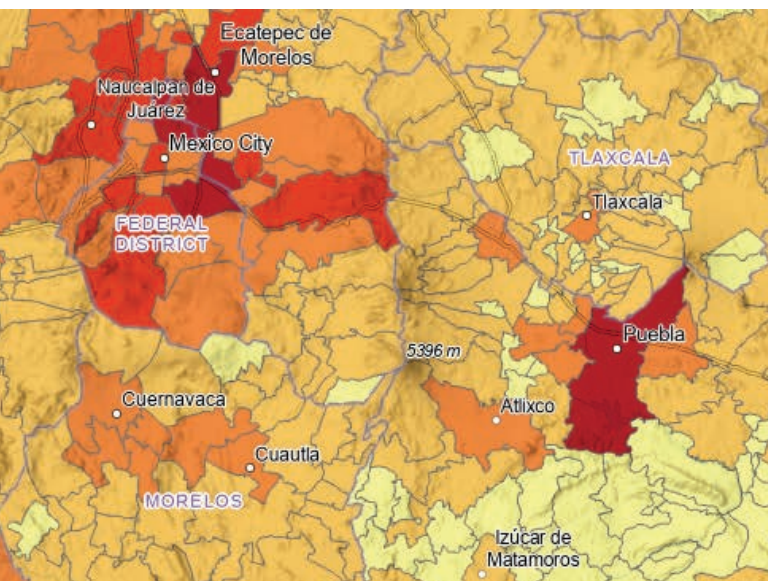 Ecatepec de
Morelos
Naucalpan de
Juárez
Mexico City
TLAXCALA
Tlaxcala
FEDERAL
DISTRICT
Puebla
5396 m
Cuernavaca
Atlixco
Cuautla
MORELOS
Izúcar de
Matamoros